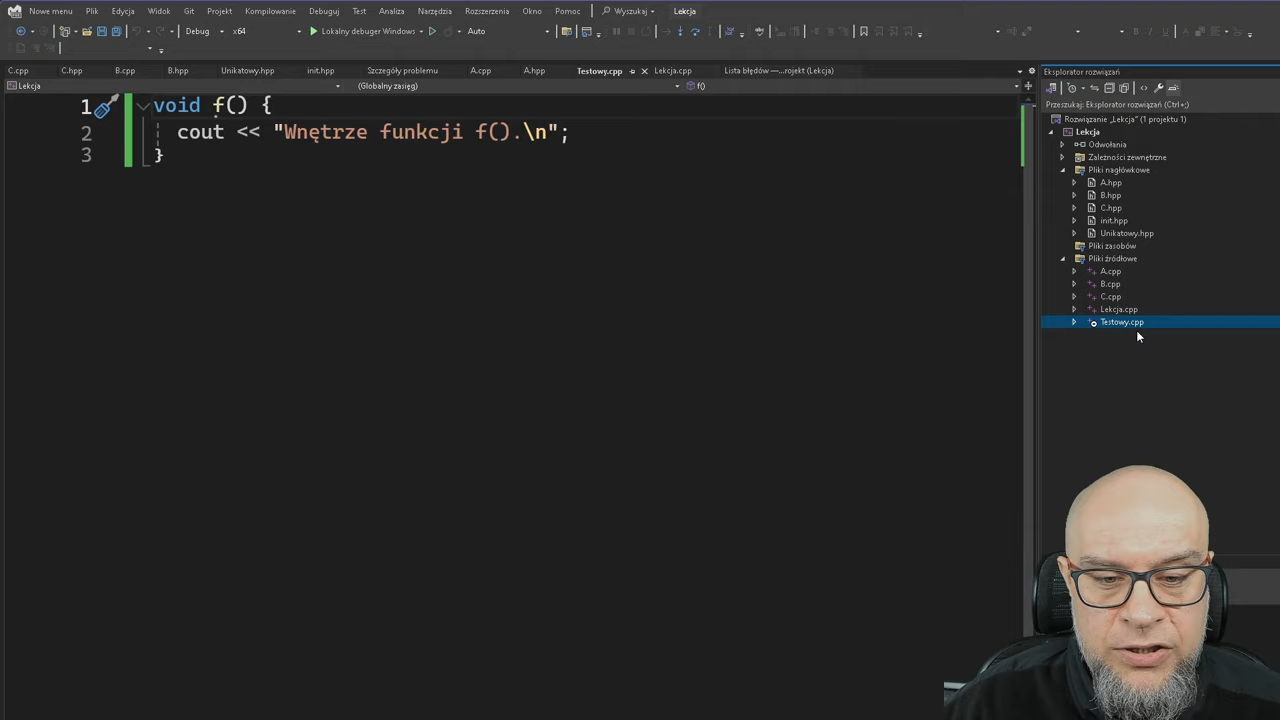 Nowe menu Plik Edycja Widok Git Projekt Kompilowanie Debuguj Test Analiza Narzędzia Rozszerzenia Okno Pomoc Wyszukaj Lekcja
Debug x64 Lokalny debuger Windows Auto
C.cpp C.hpp B.cpp B.hpp Unikatowy.hpp init.hpp Szczegóły problemu A.cpp A.hpp Testowy.cpp Lekcja.cpp Lista błędów —...rojekt (Lekcja)
Lekcja (Globalny zasięg) f()
1 void f() {
2 cout << "Wnętrze funkcji f().\n";
3 }
Eksplorator rozwiązań
Przeszukaj: Eksplorator rozwiązań (Ctrl+;)
Rozwiązanie „Lekcja" (1 projektu 1)
Lekcja
Odwołania
Zależności zewnętrzne
Pliki nagłówkowe
A.hpp
B.hpp
C.hpp
init.hpp
Unikatowy.hpp
Pliki zasobów
Pliki źródłowe
A.cpp
B.cpp
C.cpp
Lekcja.cpp
Testowy.cpp